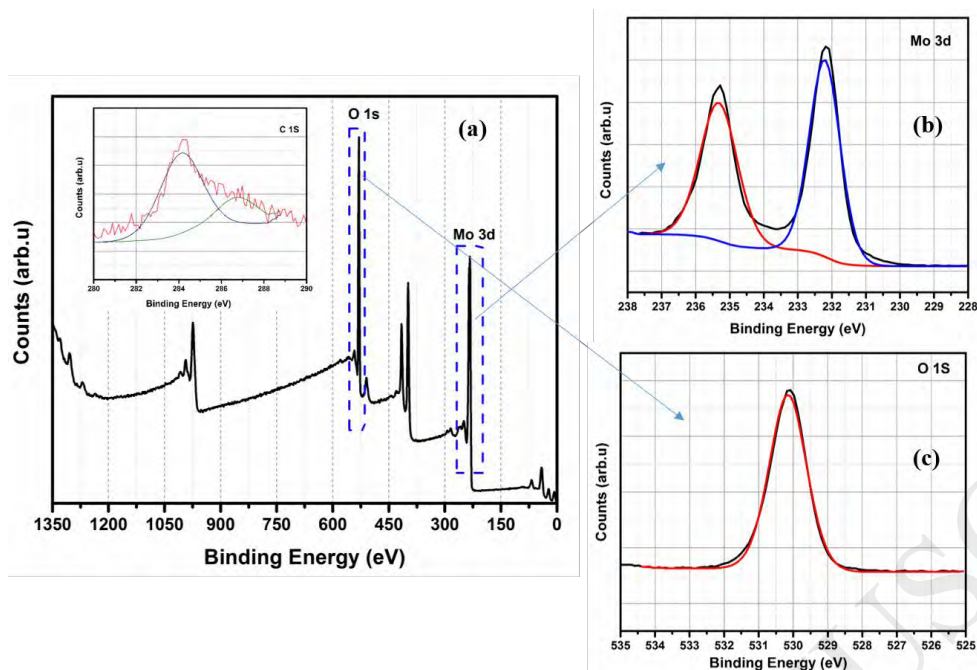 O 1s
(a)
C 1S
Counts (arb.u)
280 282 284 286 288 290
Binding Energy (eV)
Mo 3d
Counts (arb.u)
1350 1200 1050 900 750 600 450 300 150 0
Binding Energy (eV)
Mo 3d
(b)
Counts (arb.u)
238 237 236 235 234 233 232 231 230 229 228
Binding Energy (eV)
O 1S
(c)
Counts (arb.u)
535 534 533 532 531 530 529 528 527 526 525
Binding Energy (eV)